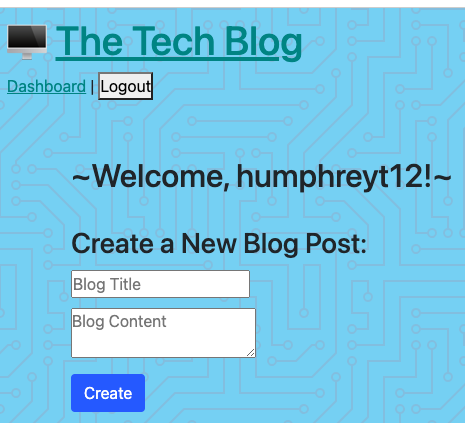 The Tech Blog
Dashboard | Logout
~Welcome, humphreyt12!~
Create a New Blog Post:
Blog Title
Blog Content
Create